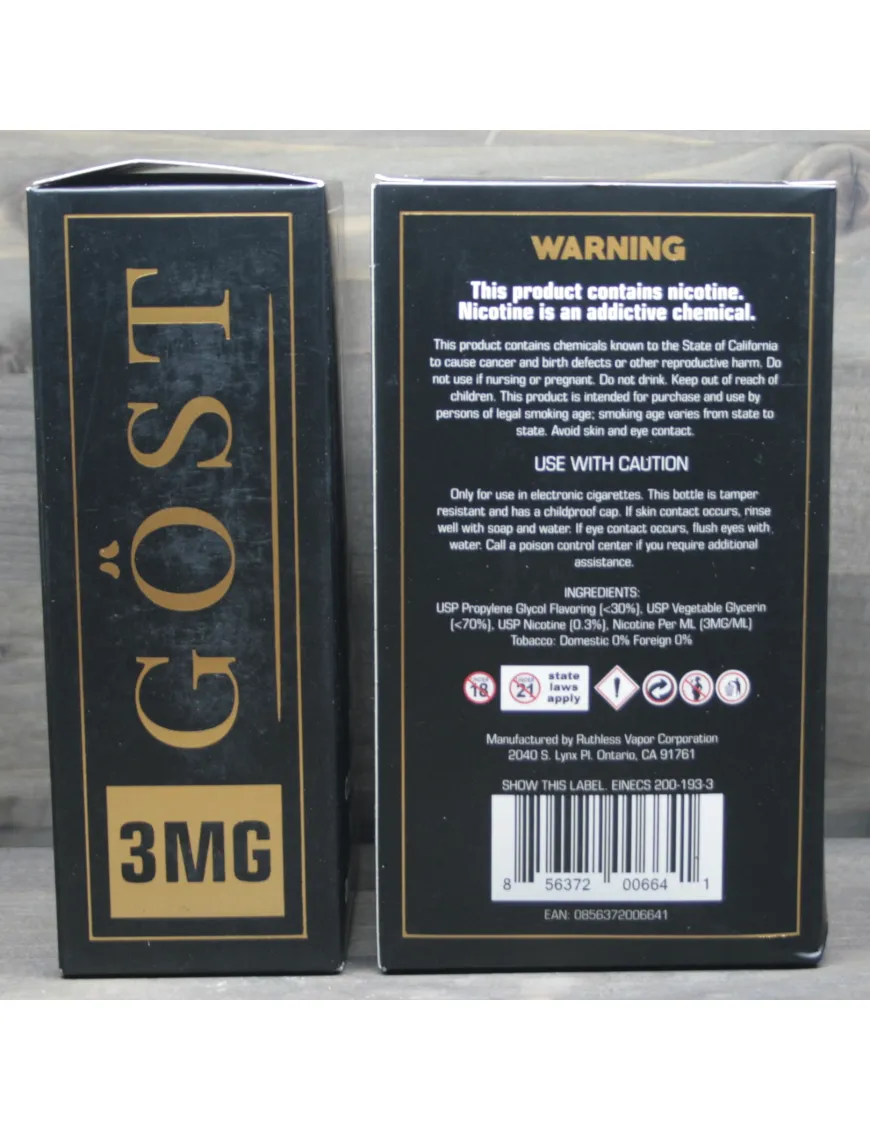 GÖST
3MG
WARNING
This product contains nicotine.
Nicotine is an addictive chemical.
This product contains chemicals known to the State of California
to cause cancer and birth defects or other reproductive harm. Do
not use if nursing or pregnant. Do not drink. Keep out of reach of
children. This product is intended for purchase and use by
persons of legal smoking age; smoking age varies from state to
state. Avoid skin and eye contact.
USE WITH CAUTION
Only for use in electronic cigarettes. This bottle is tamper
resistant and has a childproof cap. If skin contact occurs, rinse
well with soap and water. If eye contact occurs, flush eyes with
water. Call a poison control center if you require additional
assistance.
INGREDIENTS:
USP Propylene Glycol Flavoring (<30%), USP Vegetable Glycerin
(<70%), USP Nicotine (0.3%), Nicotine Per ML (3MG/ML)
Tobacco: Domestic 0% Foreign 0%
UNDER 18
UNDER 21
state
laws
apply
Manufactured by Ruthless Vapor Corporation
2040 S. Lynx Pl. Ontario, CA 91761
SHOW THIS LABEL. EINECS 200-193-3
8 56372 00664 1
EAN: 0856372006641